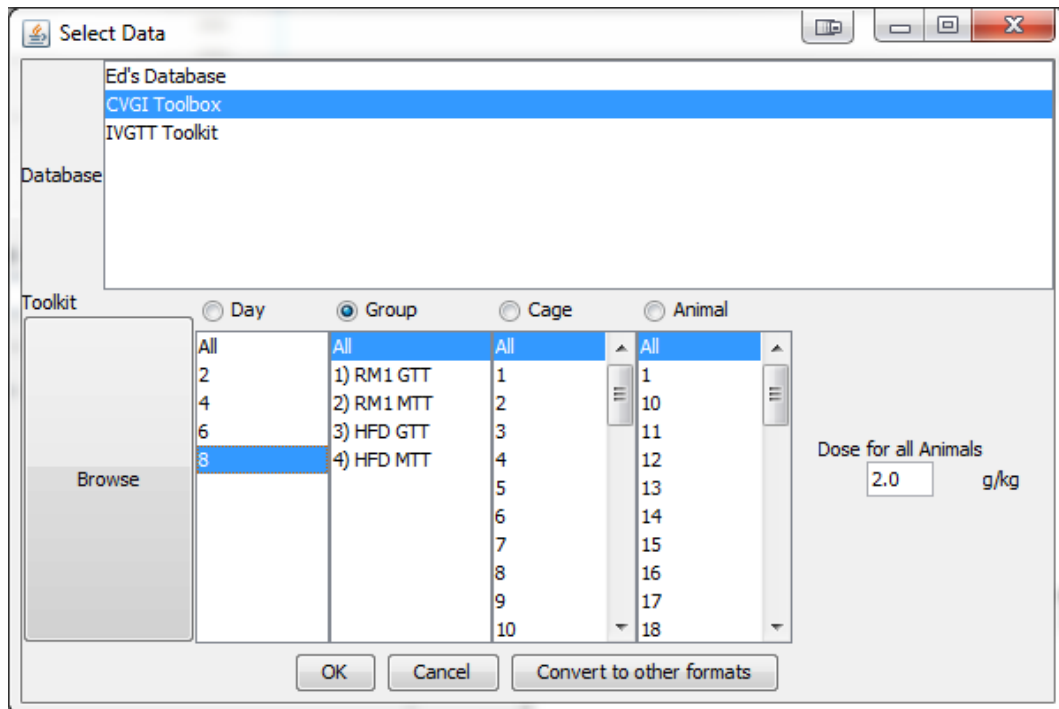 Select Data
Ed's Database
CVGI Toolbox
IVGTT Toolkit
Database
Toolkit
Day
Group
Cage
Animal
All
2
4
6
8
All
1) RM1 GTT
2) RM1 MTT
3) HFD GTT
4) HFD MTT
All
1
2
3
4
5
6
7
8
9
10
All
1
10
11
12
13
14
15
16
17
18
Browse
Dose for all Animals
2.0 g/kg
OK Cancel Convert to other formats